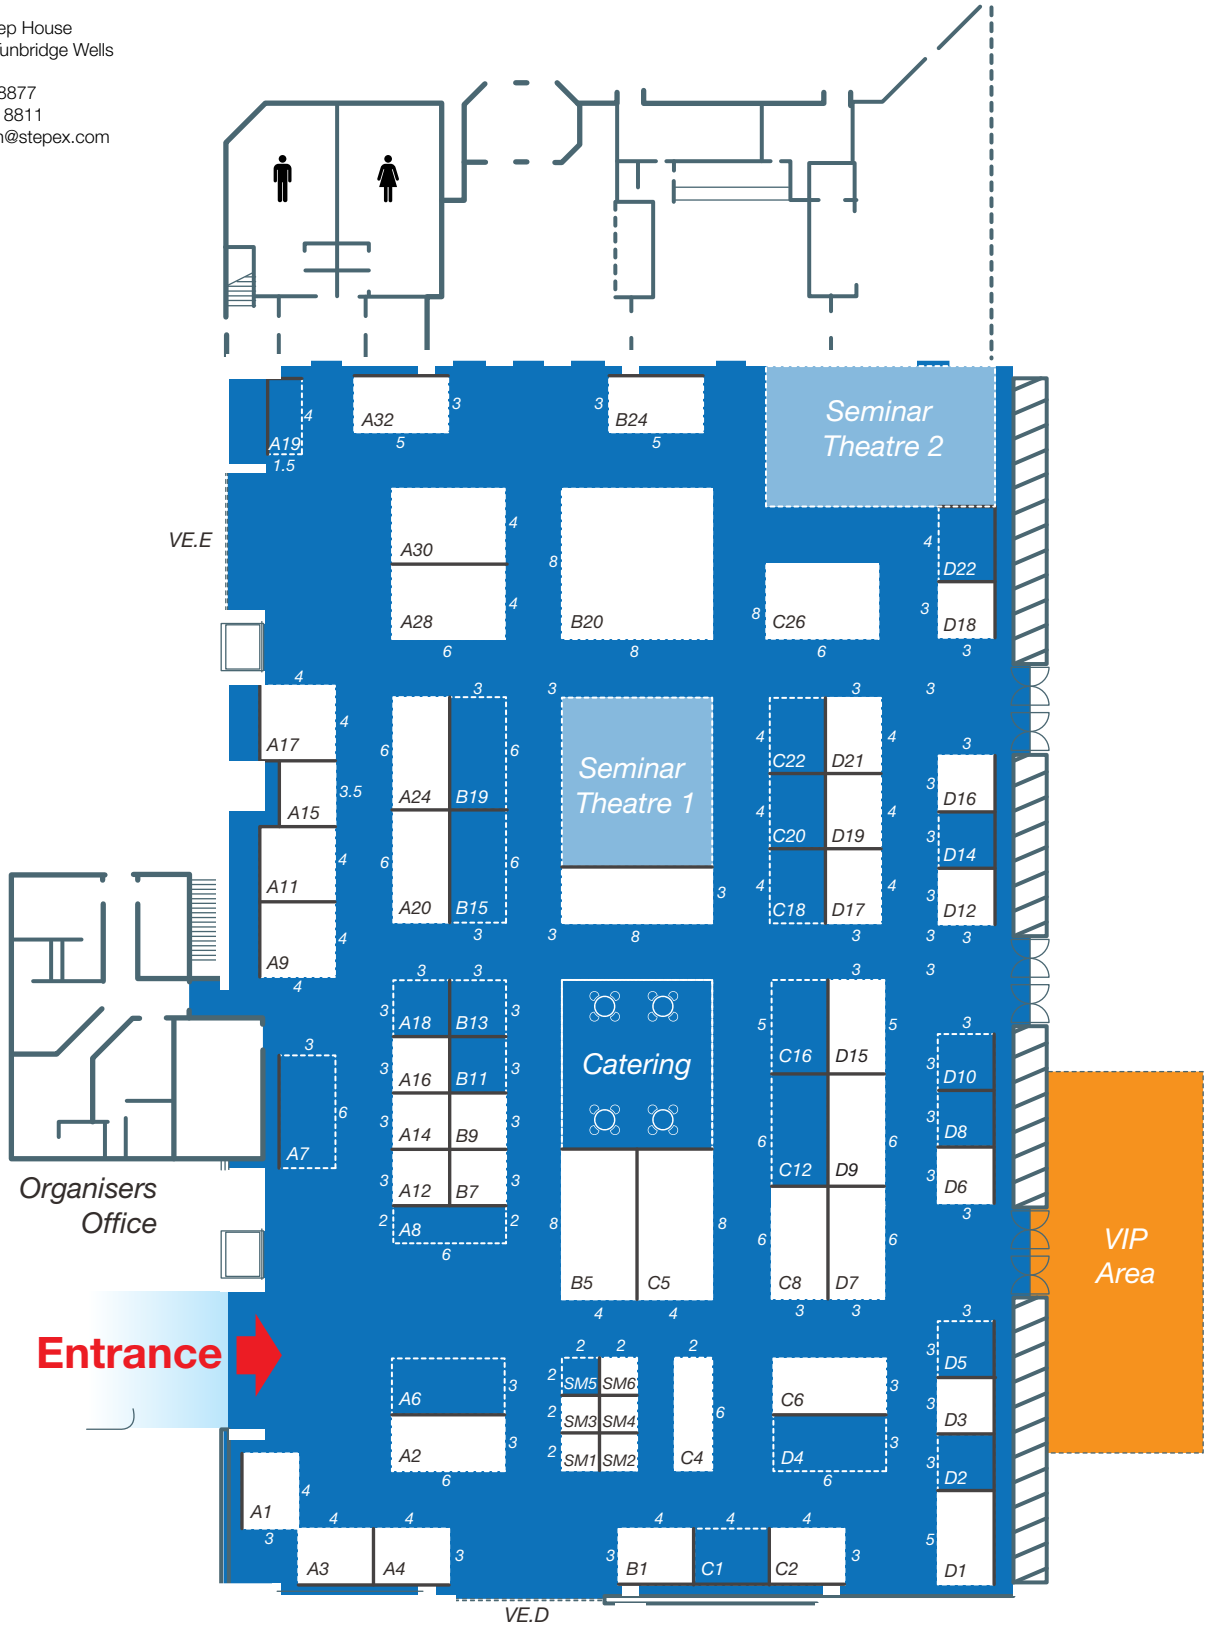 ep House
unbridge Wells
8877
8811
n@stepex.com
A19
4
1.5
A32
3
5
3
B24
5
Seminar
Theatre 2
VE.E
A30
4
A28
4
6
8
B20
8
8
C26
6
4
D22
3
D18
3
4
A17
4
A15
3.5
A11
4
A9
4
4
3
6
A24
B19
6
6
A20
B15
6
3
3
Seminar
Theatre 1
3
3
8
3
3
4
C22
D21
4
4
C20
D19
4
4
C18
D17
4
3
3
3
D16
3
D14
3
D12
3
3
3
3
3
3
A18
B13
3
3
A16
B11
3
3
A14
B9
3
3
A12
B7
3
2
A8
2
6
3
A7
6
Organisers
Office
Catering
8
B5
C5
8
4
4
3
5
C16
D15
5
6
C12
D9
6
6
C8
D7
6
3
3
3
3
D10
3
D8
3
D6
3
VIP
Area
Entrance
A6
3
A2
3
6
2
2
2
SM5
SM6
2
SM3
SM4
2
SM1
SM2
2
6
C4
C6
3
D4
3
6
3
3
D5
3
D3
3
D2
5
D1
A1
4
3
4
4
A3
A4
3
4
4
4
3
B1
C1
C2
3
VE.D